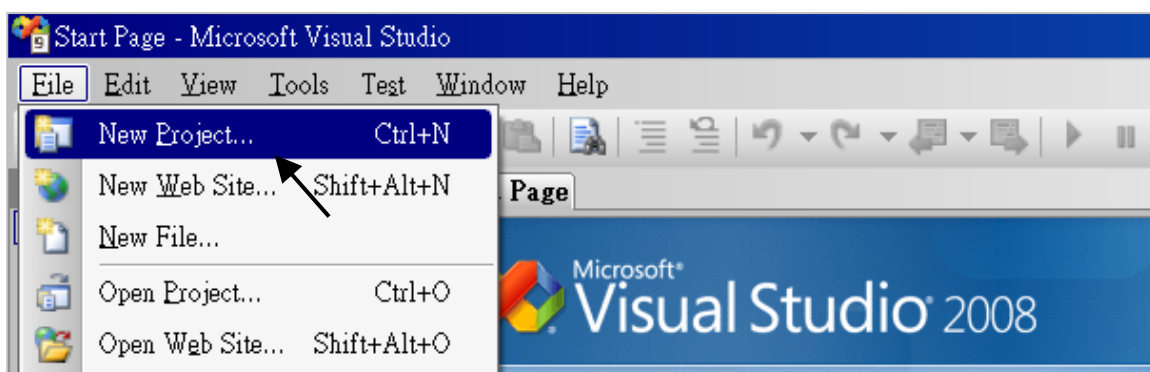 Start Page - Microsoft Visual Studio
File Edit View Tools Test Window Help
New Project... Ctrl+N
New Web Site... Shift+Alt+N
Page
New File...
Microsoft®
Open Project... Ctrl+O
Visual Studio® 2008
Open Web Site... Shift+Alt+O